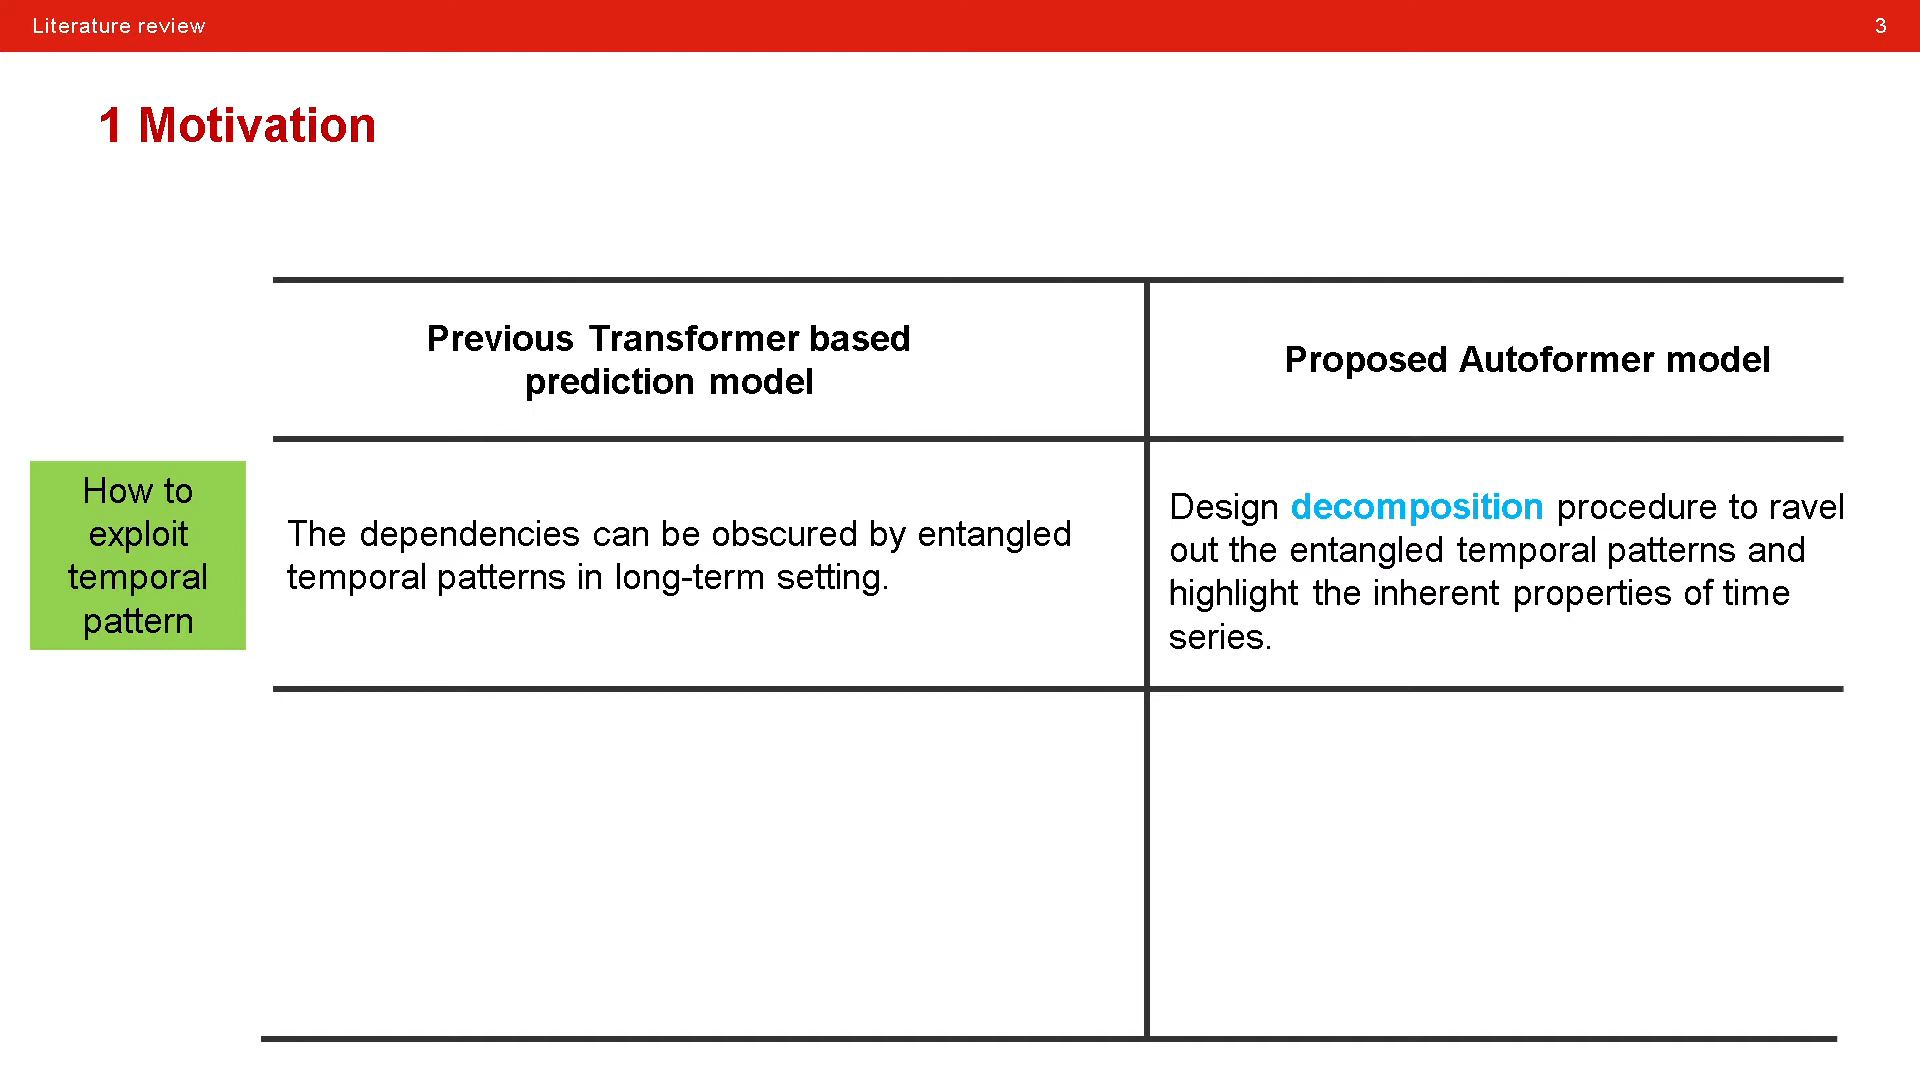 Literature review
3
1 Motivation
Previous Transformer based
prediction model
Proposed Autoformer model
How to
exploit
temporal
pattern
The dependencies can be obscured by entangled
temporal patterns in long-term setting.
Design decomposition procedure to ravel
out the entangled temporal patterns and
highlight the inherent properties of time
series.